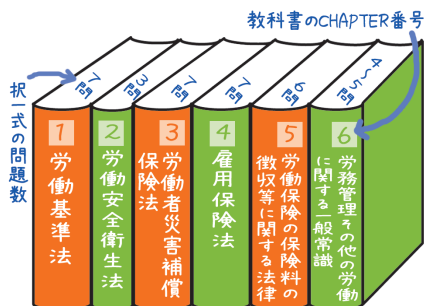 教科書のCHAPTER番号
択一式の問題数
7問
3問
7問
7問
6問
4〜5問
1
労働基準法
2
労働安全衛生法
3
労働者災害補償
保険法
4
雇用保険法
5
労働保険の保険料の
徴収等に関する法律
6
労務管理その他の労働
に関する一般常識